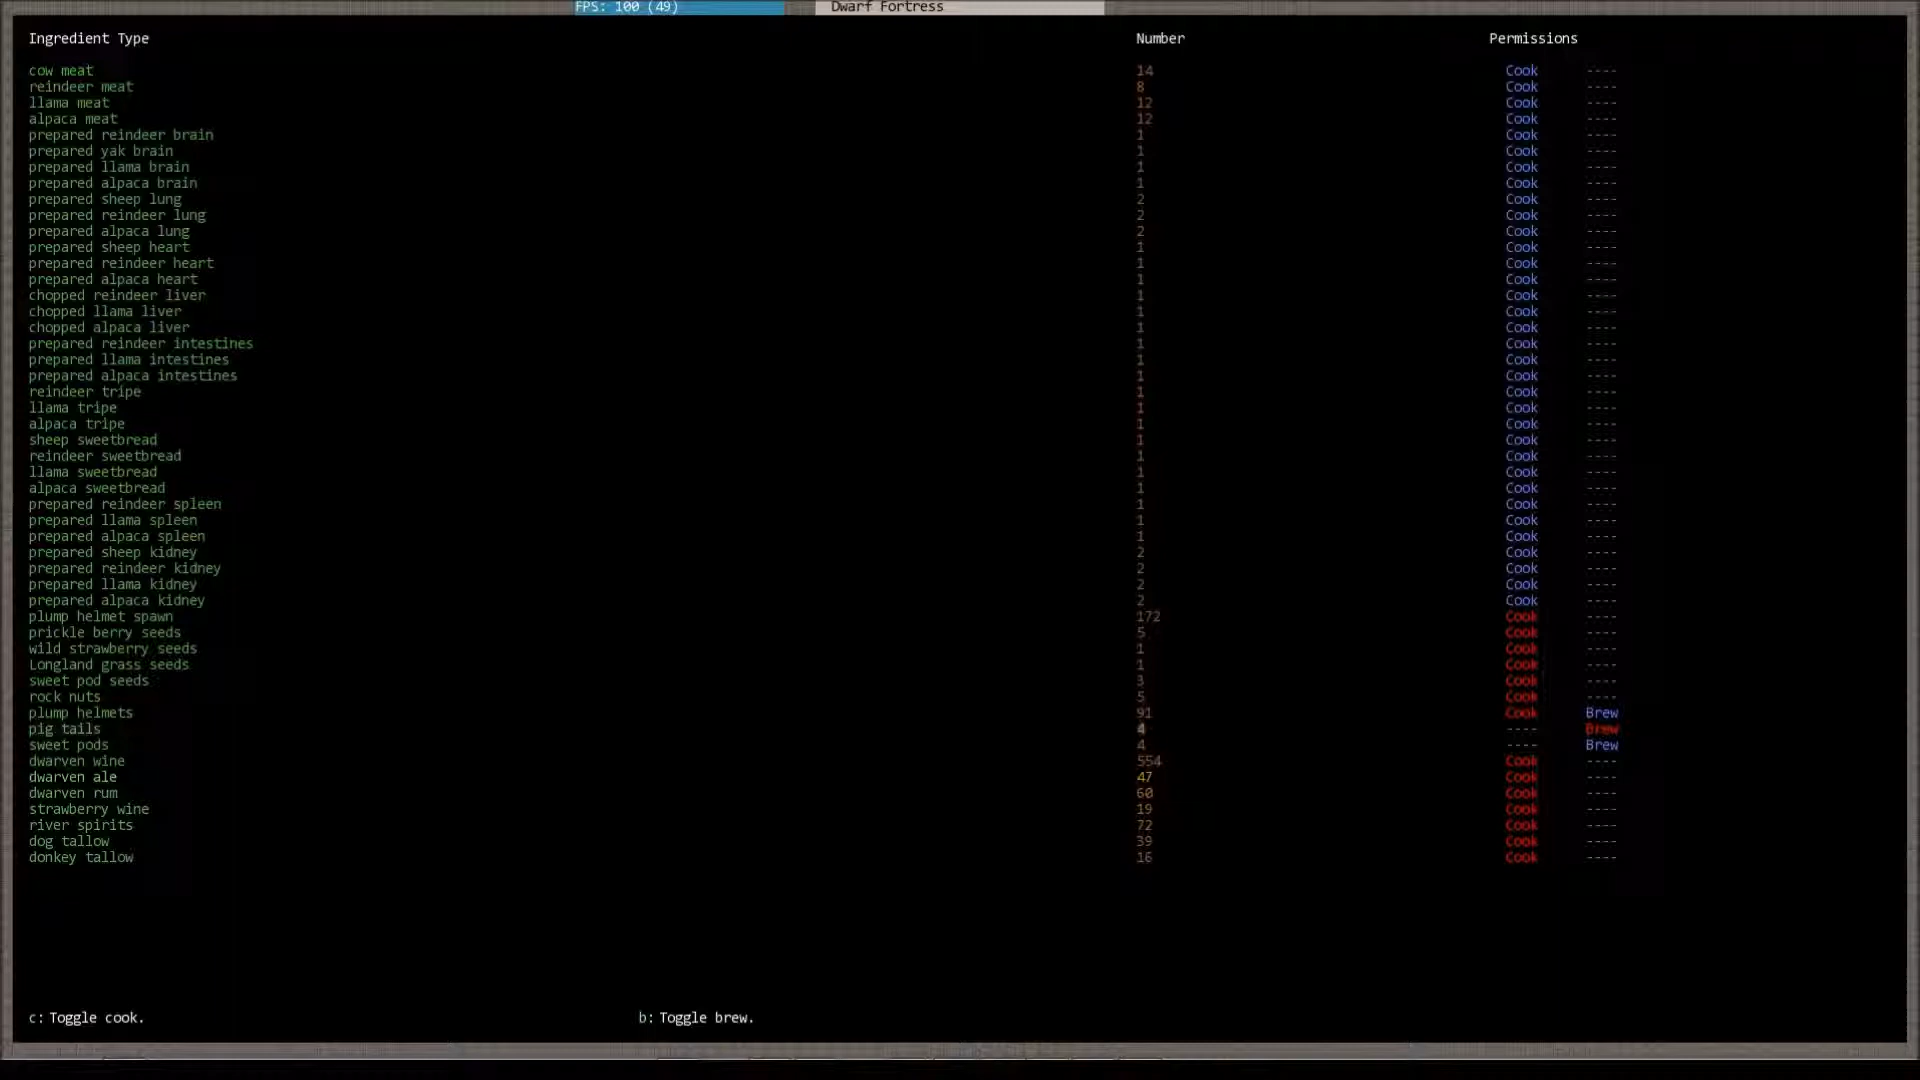 FPS: 100 (49) Dwarf Fortress
Ingredient Type Number Permissions
cow meat 14 Cook ----
reindeer meat 8 Cook ----
llama meat 12 Cook ----
alpaca meat 12 Cook ----
prepared reindeer brain 1 Cook ----
prepared yak brain 1 Cook ----
prepared llama brain 1 Cook ----
prepared alpaca brain 1 Cook ----
prepared sheep lung 2 Cook ----
prepared reindeer lung 2 Cook ----
prepared alpaca lung 2 Cook ----
prepared sheep heart 1 Cook ----
prepared reindeer heart 1 Cook ----
prepared alpaca heart 1 Cook ----
chopped reindeer liver 1 Cook ----
chopped llama liver 1 Cook ----
chopped alpaca liver 1 Cook ----
prepared reindeer intestines 1 Cook ----
prepared llama intestines 1 Cook ----
prepared alpaca intestines 1 Cook ----
reindeer tripe 1 Cook ----
llama tripe 1 Cook ----
alpaca tripe 1 Cook ----
sheep sweetbread 1 Cook ----
reindeer sweetbread 1 Cook ----
llama sweetbread 1 Cook ----
alpaca sweetbread 1 Cook ----
prepared reindeer spleen 1 Cook ----
prepared llama spleen 1 Cook ----
prepared alpaca spleen 1 Cook ----
prepared sheep kidney 2 Cook ----
prepared reindeer kidney 2 Cook ----
prepared llama kidney 2 Cook ----
prepared alpaca kidney 2 Cook ----
plump helmet spawn 172 Cook ----
prickle berry seeds 5 Cook ----
wild strawberry seeds 1 Cook ----
Longland grass seeds 1 Cook ----
sweet pod seeds 3 Cook ----
rock nuts 5 Cook ----
plump helmets 91 Cook Brew
pig tails 4 ---- Brew
sweet pods 4 ---- Brew
dwarven wine 554 Cook ----
dwarven ale 47 Cook ----
dwarven rum 60 Cook ----
strawberry wine 19 Cook ----
river spirits 72 Cook ----
dog tallow 39 Cook ----
donkey tallow 16 Cook ----
c: Toggle cook. b: Toggle brew.